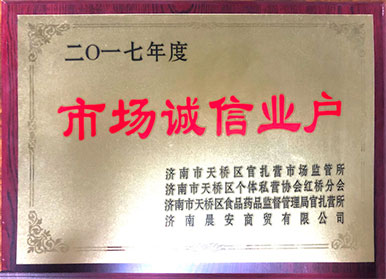 二〇一七年度
市场诚信业户
济南市天桥区官扎营市场监管所
济南市天桥区个体私营协会红桥分会
济南市天桥区食品药品监督管理局官扎营所
济南晨安商贸有限公司